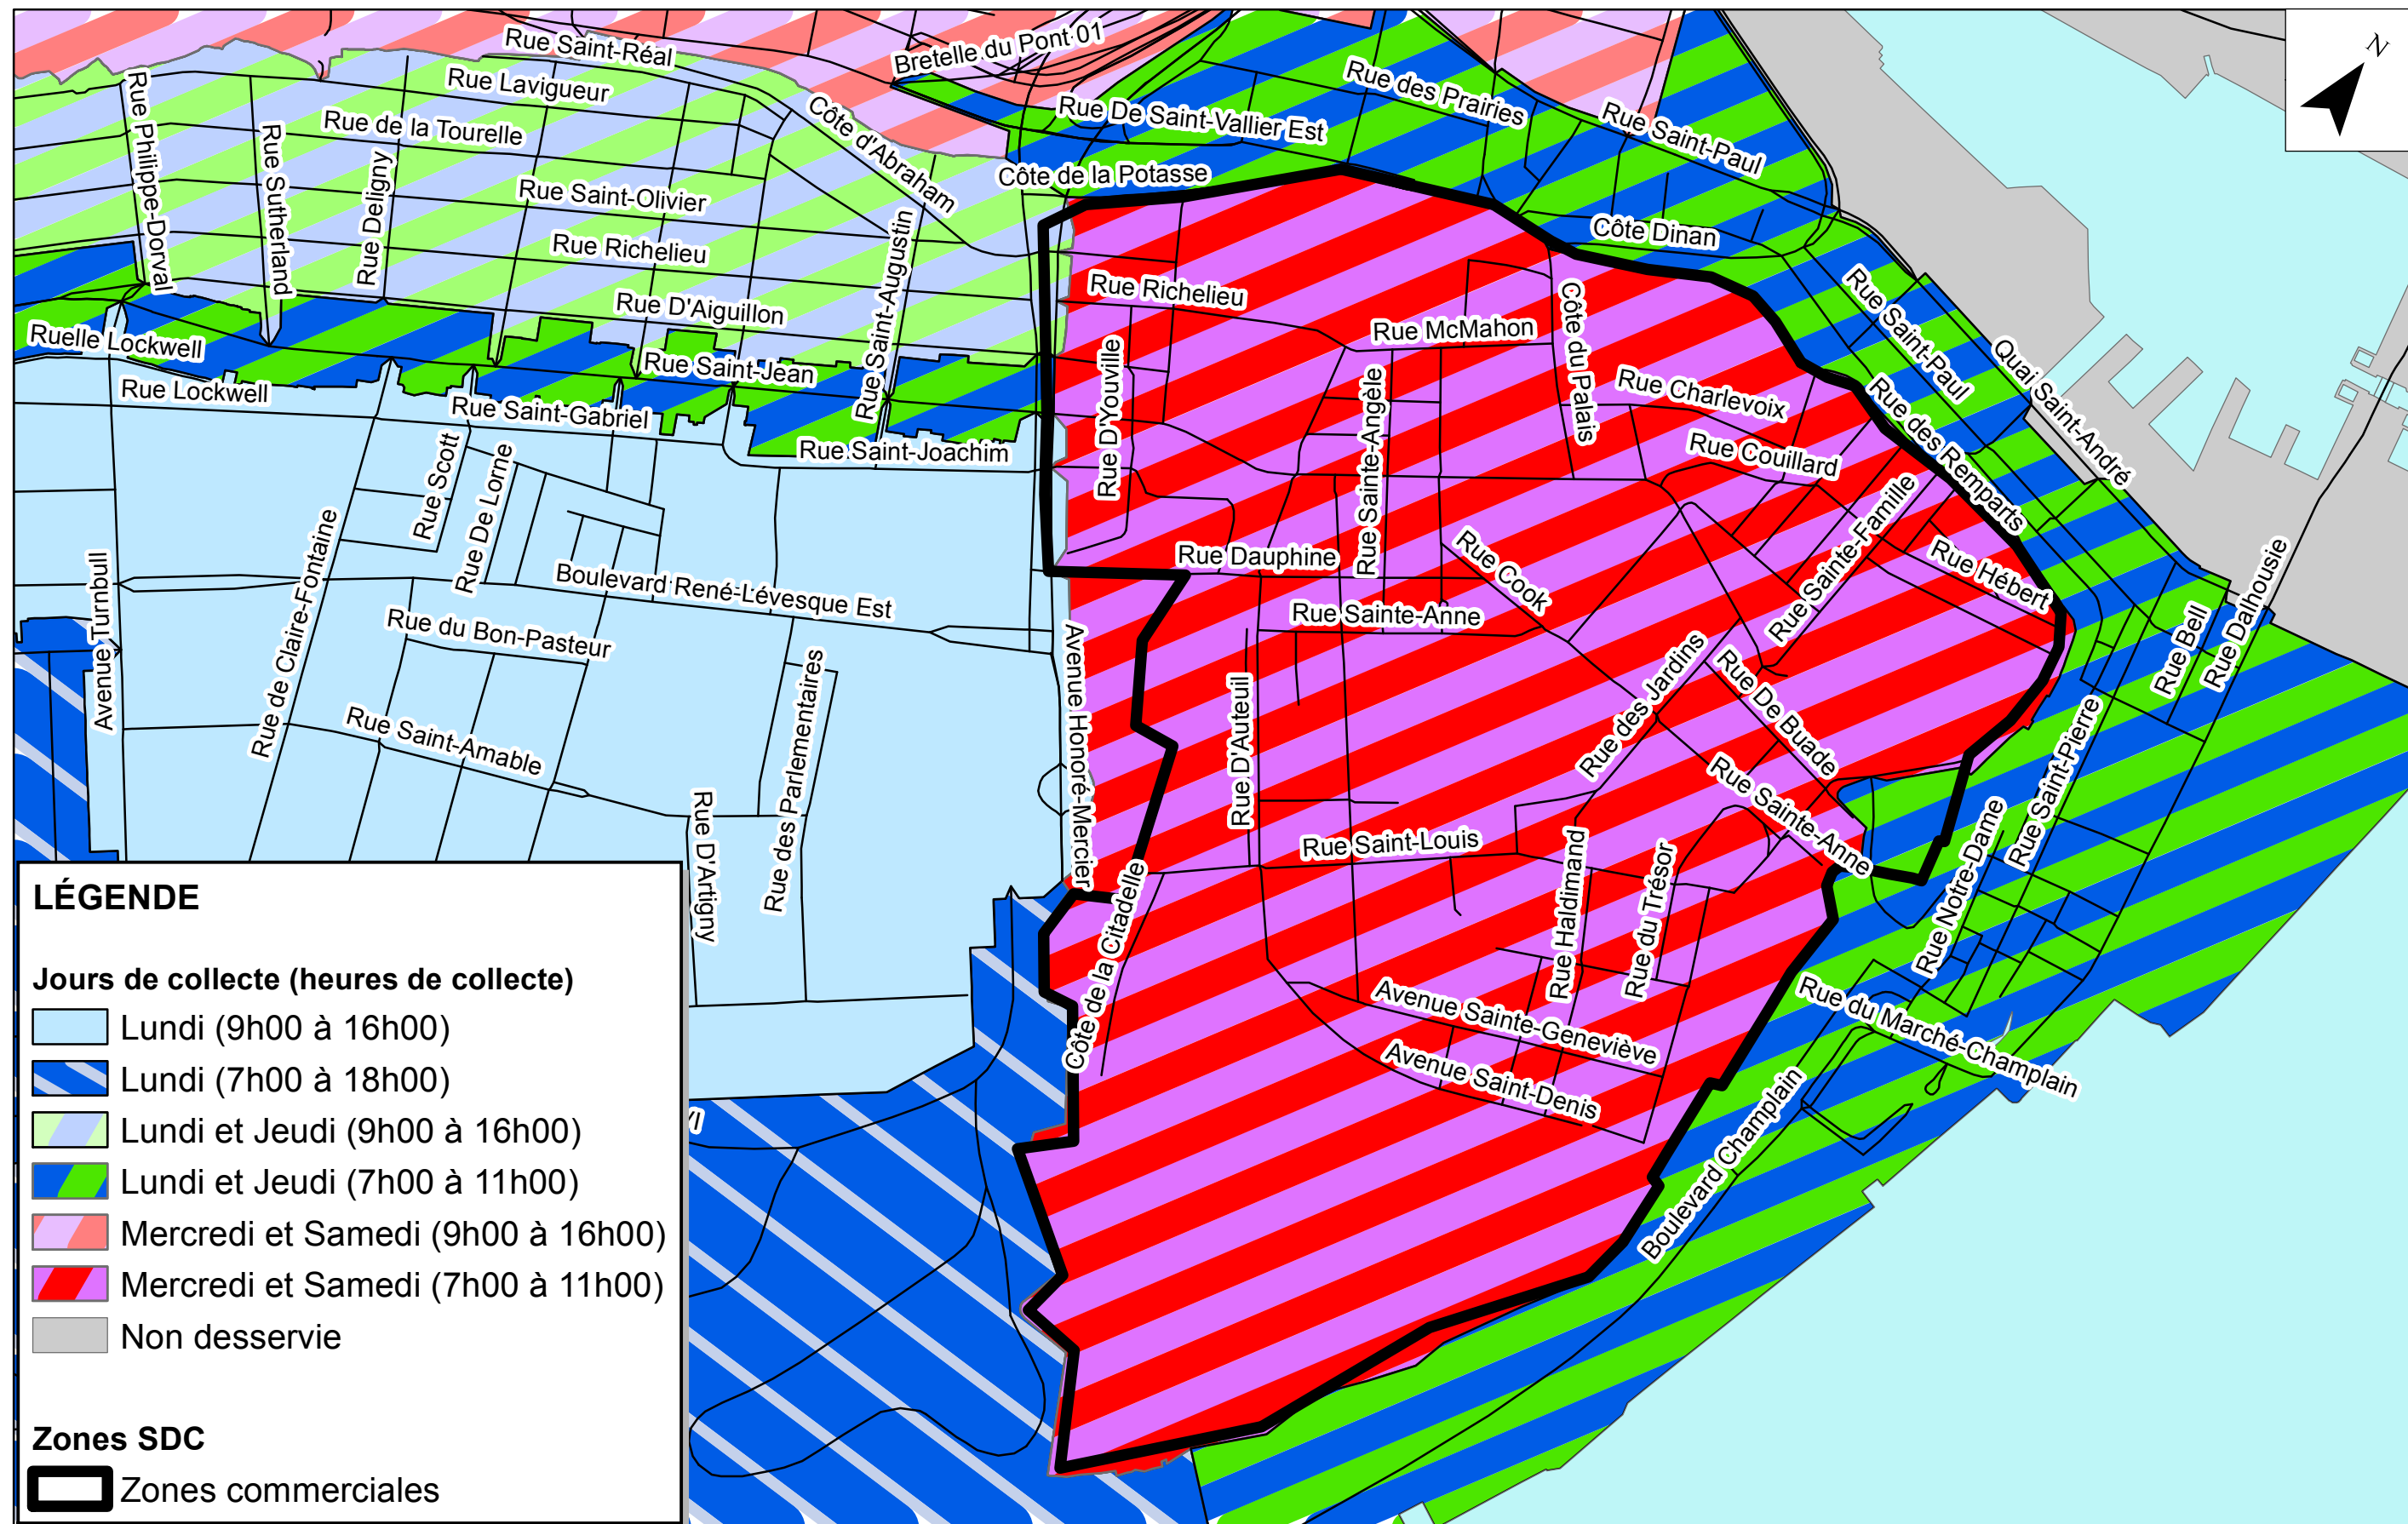 N
Rue Saint-Réal
Bretelle du Pont 01
Rue Lavigueur
Rue Philippe-Dorval
Rue Sutherland
Rue de la Tourelle
Rue Deligny
Côte d'Abraham
Rue De Saint-Vallier Est
Rue des Prairies
Rue Saint-Paul
Côte de la Potasse
Rue Saint-Olivier
Rue Richelieu
Rue Saint-Augustin
Côte Dinan
Rue D'Aiguillon
Rue Richelieu
Rue McMahon
Côte du Palais
Rue Saint-Paul
Quai Saint-André
Ruelle Lockwell
Rue Saint-Jean
Rue Lockwell
Rue Saint-Gabriel
Rue Saint-Joachim
Rue D'Youville
Rue Sainte-Angèle
Rue Charlevoix
Rue Couillard
Rue des Remparts
Rue Scott
Rue De Lorne
Rue Sainte-Famille
Rue Dauphine
Rue Cook
Rue Hébert
Avenue Turnbull
Rue de Claire-Fontaine
Boulevard René-Lévesque Est
Rue du Bon-Pasteur
Rue Sainte-Anne
Rue Bell
Rue Dalhousie
Avenue Honoré-Mercier
Rue D'Auteuil
Rue des Jardins
Rue De Buade
Rue Saint-Amable
Rue des Parlementaires
Rue D'Artigny
Rue Sainte-Anne
Rue Saint-Pierre
Rue Notre-Dame
Rue Saint-Louis
Rue Haldimand
Rue du Trésor
Côte de la Citadelle
Avenue Sainte-Geneviève
Avenue Saint-Denis
Rue du Marché-Champlain
Boulevard Champlain
LÉGENDE
Jours de collecte (heures de collecte)
Lundi (9h00 à 16h00)
Lundi (7h00 à 18h00)
Lundi et Jeudi (9h00 à 16h00)
Lundi et Jeudi (7h00 à 11h00)
Mercredi et Samedi (9h00 à 16h00)
Mercredi et Samedi (7h00 à 11h00)
Non desservie
Zones SDC
Zones commerciales